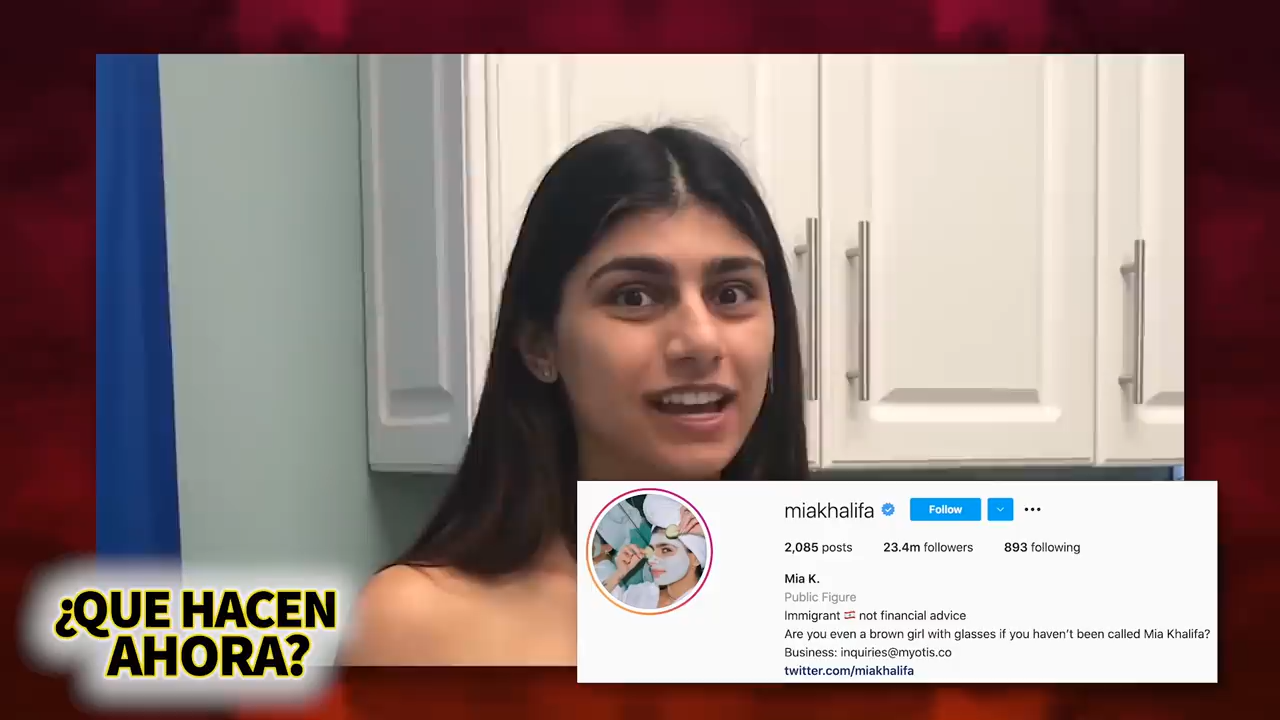 miakhalifa Follow
2,085 posts 23.4m followers 893 following
Mia K.
Public Figure
Immigrant 🇱🇧 not financial advice
Are you even a brown girl with glasses if you haven't been called Mia Khalifa?
Business: inquiries@myotis.co
twitter.com/miakhalifa
¿QUE HACEN
AHORA?